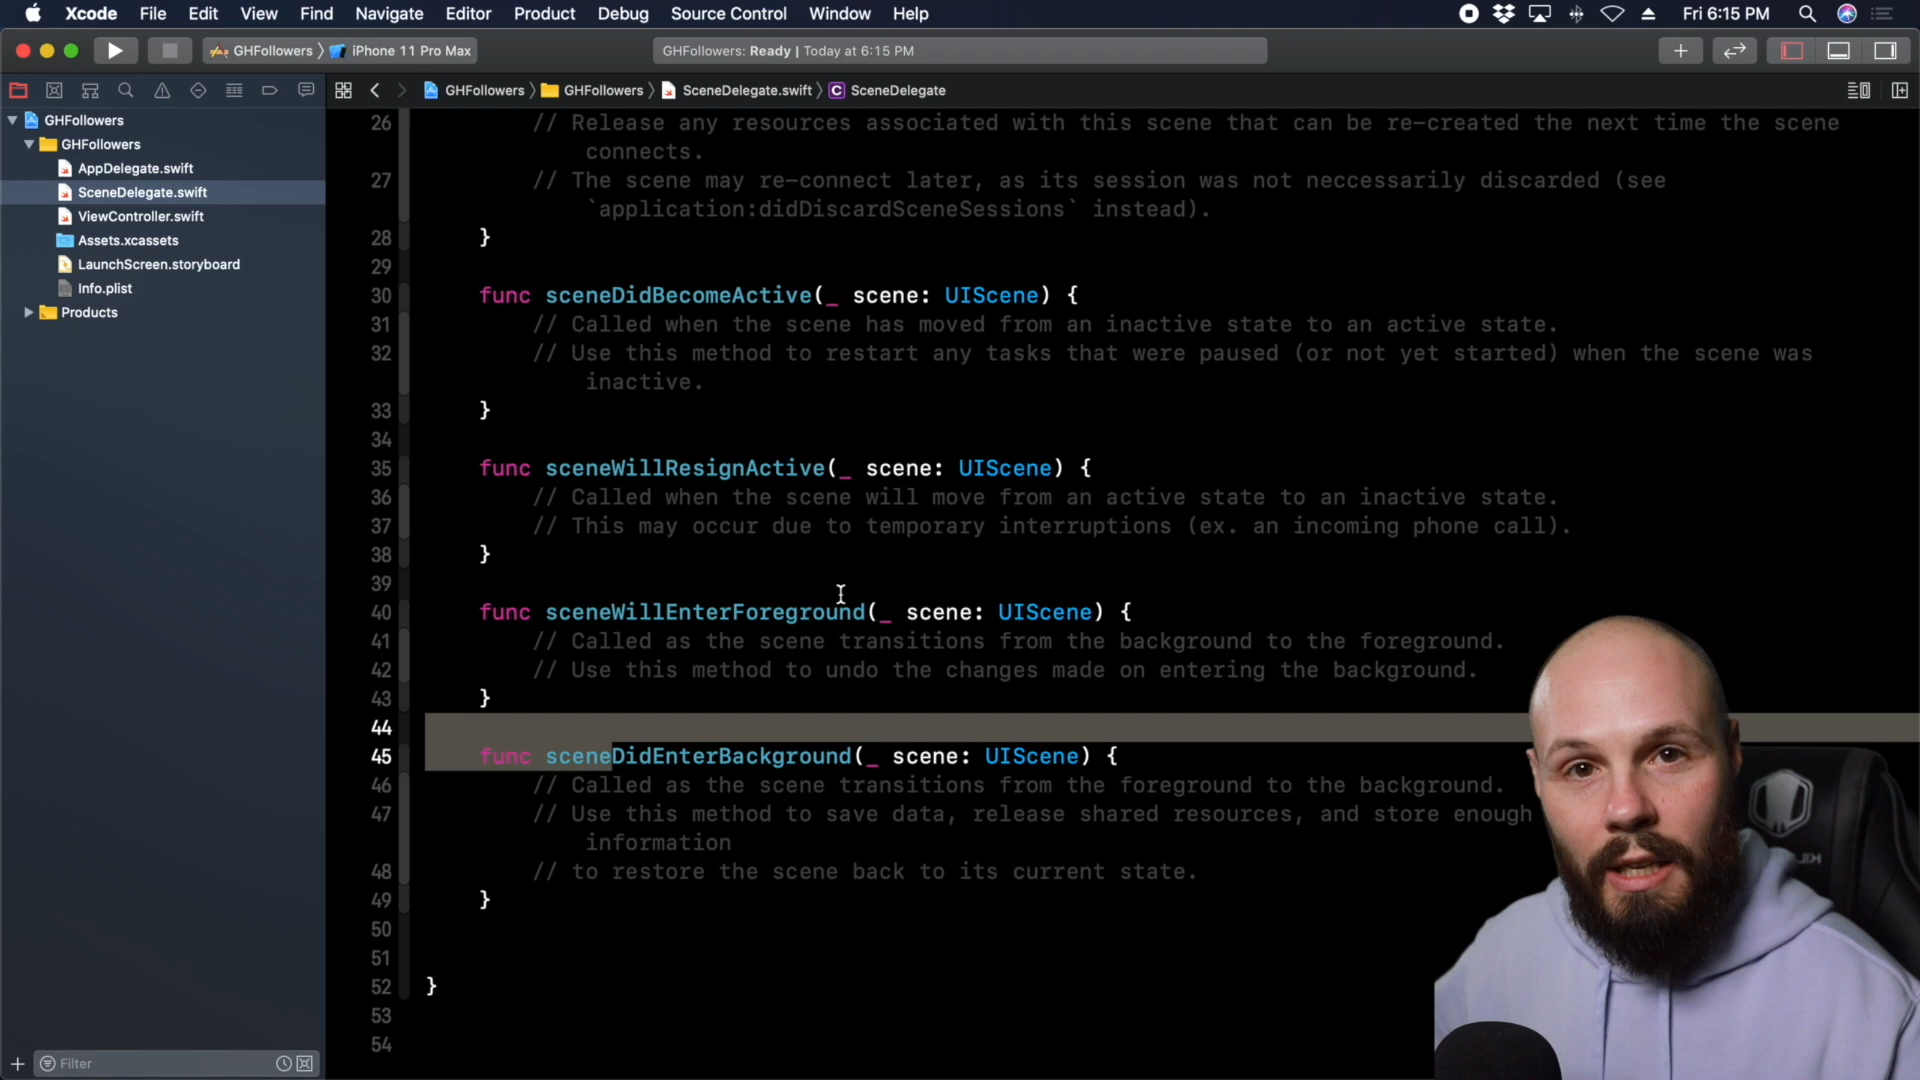 Xcode File Edit View Find Navigate Editor Product Debug Source Control Window Help Fri 6:15 PM
GHFollowers 〉 iPhone 11 Pro Max
GHFollowers: Ready | Today at 6:15 PM
GHFollowers 〉 GHFollowers 〉 SceneDelegate.swift 〉 C SceneDelegate
GHFollowers
GHFollowers
AppDelegate.swift
SceneDelegate.swift
ViewController.swift
Assets.xcassets
LaunchScreen.storyboard
Info.plist
Products
Filter
26 // Release any resources associated with this scene that can be re-created the next time the scene
connects.
27 // The scene may re-connect later, as its session was not neccessarily discarded (see
`application:didDiscardSceneSessions` instead).
28 }
29
30 func sceneDidBecomeActive(_ scene: UIScene) {
31 // Called when the scene has moved from an inactive state to an active state.
32 // Use this method to restart any tasks that were paused (or not yet started) when the scene was
inactive.
33 }
34
35 func sceneWillResignActive(_ scene: UIScene) {
36 // Called when the scene will move from an active state to an inactive state.
37 // This may occur due to temporary interruptions (ex. an incoming phone call).
38 }
39
40 func sceneWillEnterForeground(_ scene: UIScene) {
41 // Called as the scene transitions from the background to the foreground.
42 // Use this method to undo the changes made on entering the background.
43 }
44
45 func sceneDidEnterBackground(_ scene: UIScene) {
46 // Called as the scene transitions from the foreground to the background.
47 // Use this method to save data, release shared resources, and store enough
information
48 // to restore the scene back to its current state.
49 }
50
51
52 }
53
54